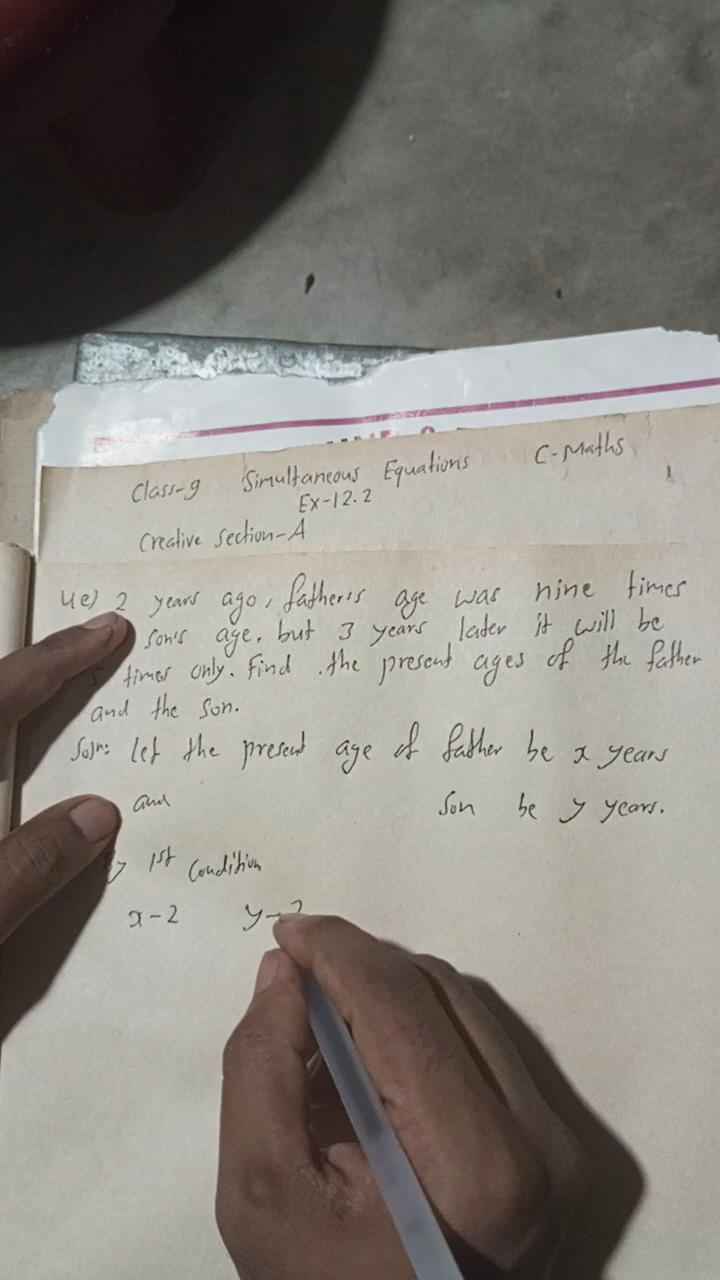 Class-9 Simultaneous Equations C-Maths
Ex-12.2
Creative Section-A
4e) 2 years ago, father's age was nine times
son's age, but 3 years later it will be
5 times only. Find the present ages of the father
and the son.
Soln: let the present age of father be x years
and son be y years.
1st Condition
x-2 y-2